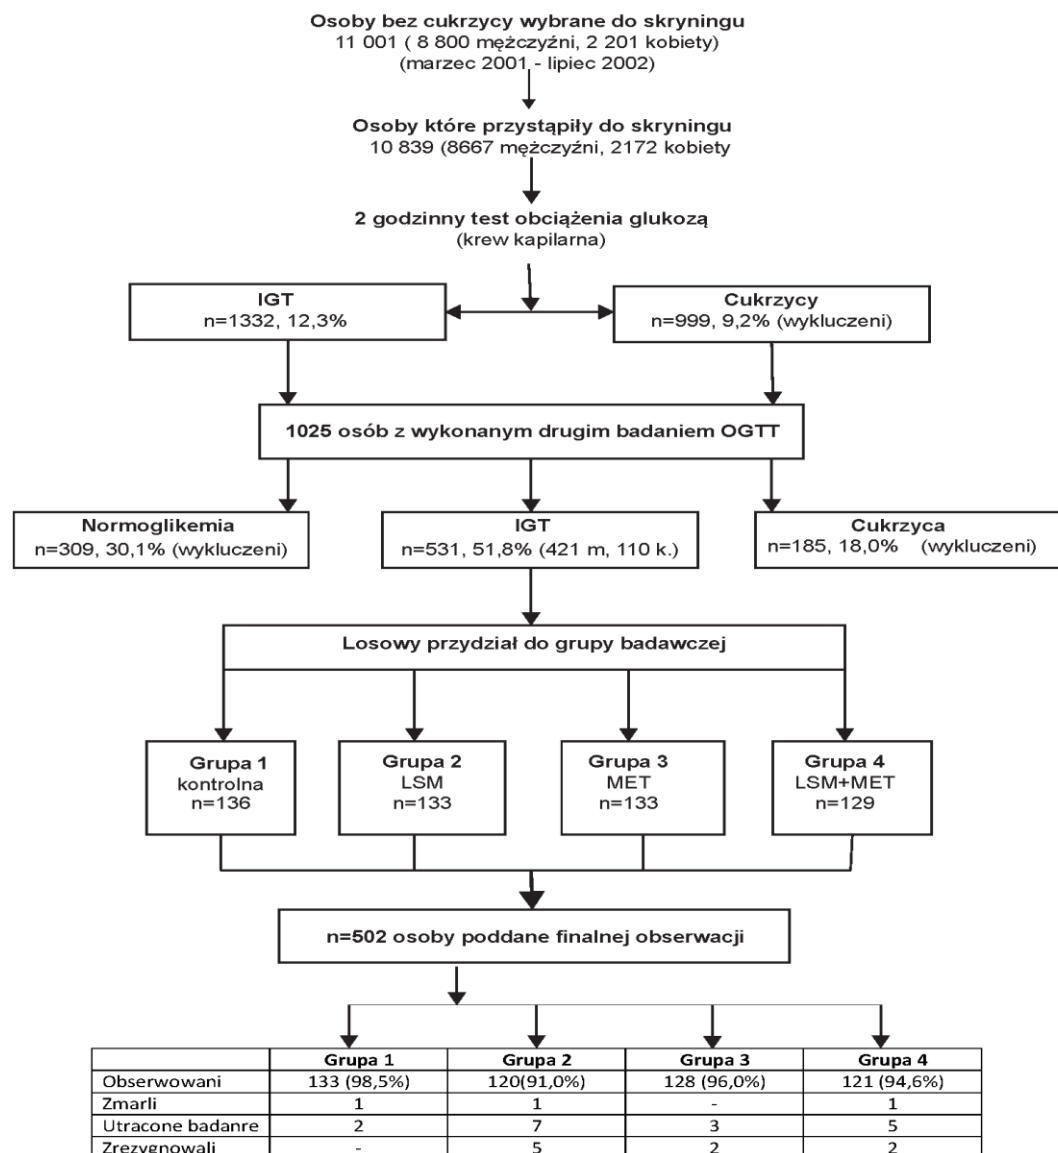 Osoby bez cukrzycy wybrane do skryningu
11 001 ( 8 800 mężczyźni, 2 201 kobiety)
(marzec 2001 - lipiec 2002)
Osoby które przystąpiły do skryningu
10 839 (8667 mężczyźni, 2172 kobiety
2 godzinny test obciążenia glukozą
(krew kapilarna)
IGT
n=1332, 12,3%
Cukrzycy
n=999, 9,2% (wykluczeni)
1025 osób z wykonanym drugim badaniem OGTT
Normoglikemia
n=309, 30,1% (wykluczeni)
IGT
n=531, 51,8% (421 m, 110 k.)
Cukrzyca
n=185, 18,0% (wykluczeni)
Losowy przydział do grupy badawczej
Grupa 1
kontrolna
n=136
Grupa 2
LSM
n=133
Grupa 3
MET
n=133
Grupa 4
LSM+MET
n=129
n=502 osoby poddane finalnej obserwacji
Grupa 1 Grupa 2 Grupa 3 Grupa 4
Obserwowani 133 (98,5%) 120(91,0%) 128 (96,0%) 121 (94,6%)
Zmarli 1 1 - 1
Utracone badanre 2 7 3 5
Zrezygnowali - 5 2 2